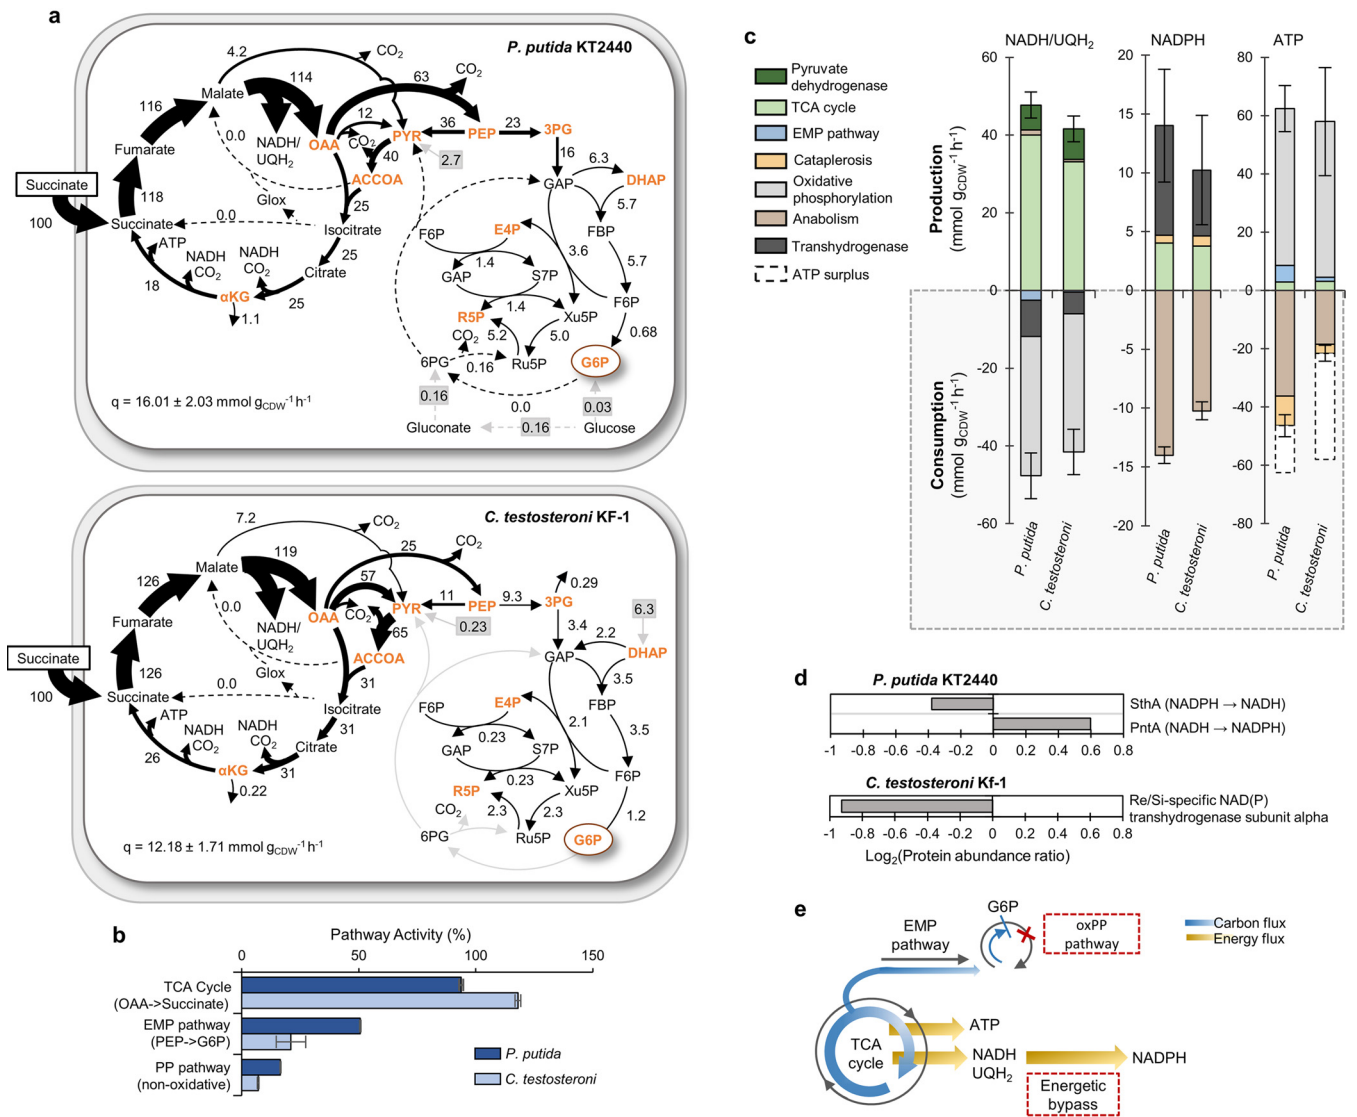 a
P. putida KT2440
4.2
CO2
114
63
CO2
Malate
116
0.0
NADH/
UQH2
OAA
12
CO2
PYR
36
PEP
23
3PG
Fumarate
40
2.7
16
6.3
Succinate
118
ACCOA
GAP
DHAP
100
0.0
Glox
25
5.7
Succinate
Isocitrate
F6P
E4P
FBP
ATP
NADH
CO2
NADH
CO2
25
Citrate
1.4
3.6
5.7
18
αKG
25
GAP
S7P
1.1
R5P
1.4
Xu5P
F6P
CO2
5.2
5.0
0.68
6PG
0.16
Ru5P
G6P
0.16
0.0
0.03
q = 16.01 ± 2.03 mmol gCDW-1 h-1
Gluconate
0.16
Glucose
C. testosteroni KF-1
7.2
CO2
119
25
CO2
Malate
126
0.0
NADH/
UQH2
OAA
57
CO2
PYR
11
PEP
9.3
3PG
0.29
Fumarate
65
0.23
3.4
6.3
2.2
Succinate
126
ACCOA
GAP
DHAP
100
0.0
Glox
31
3.5
Succinate
Isocitrate
F6P
E4P
FBP
ATP
NADH
CO2
NADH
CO2
31
Citrate
0.23
2.1
3.5
26
αKG
31
GAP
S7P
0.22
R5P
0.23
Xu5P
F6P
CO2
2.3
2.3
1.2
6PG
Ru5P
G6P
q = 12.18 ± 1.71 mmol gCDW-1 h-1
b
Pathway Activity (%)
0
50
100
150
TCA Cycle
(OAA->Succinate)
EMP pathway
(PEP->G6P)
PP pathway
(non-oxidative)
P. putida
C. testosteroni
c
Pyruvate
dehydrogenase
TCA cycle
EMP pathway
Cataplerosis
Oxidative
phosphorylation
Anabolism
Transhydrogenase
ATP surplus
Production
(mmol gCDW-1 h-1)
Consumption
(mmol gCDW-1 h-1)
NADH/UQH2
60
40
20
0
-20
-40
-60
P. putida
C. testosteroni
NADPH
20
15
10
5
0
-5
-10
-15
-20
P. putida
C. testosteroni
ATP
80
60
40
20
0
-20
-40
-60
-80
P. putida
C. testosteroni
d
P. putida KT2440
SthA (NADPH → NADH)
PntA (NADH → NADPH)
-1 -0.8 -0.6 -0.4 -0.2 0 0.2 0.4 0.6 0.8
C. testosteroni Kf-1
Re/Si-specific NAD(P)
transhydrogenase subunit alpha
-1 -0.8 -0.6 -0.4 -0.2 0 0.2 0.4 0.6 0.8
Log2(Protein abundance ratio)
e
G6P
EMP
pathway
oxPP
pathway
Carbon flux
Energy flux
TCA
cycle
ATP
NADH
UQH2
NADPH
Energetic
bypass